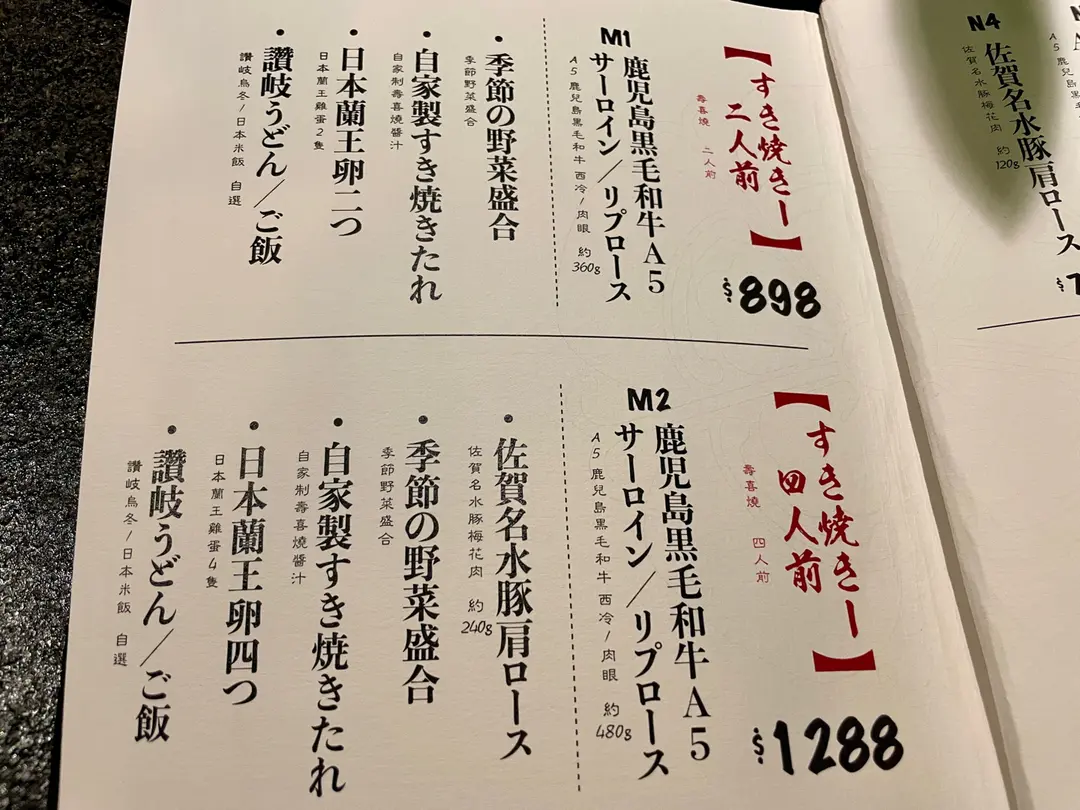 【すき焼きー
二人前】
壽喜燒 二人前
$898
M1
鹿児島黒毛和牛A5
サーロイン／リブロース
A5鹿兒島黑毛和牛 西冷/肉眼 約360g
・季節の野菜盛合
季節野菜盛合
・自家製すき焼きたれ
自家制壽喜燒醬汁
・日本蘭王卵二つ
日本蘭王雞蛋2隻
・讃岐うどん／ご飯
讚岐烏冬/日本米飯 自選
【すき焼きー
四人前】
壽喜燒 四人前
$1288
M2
鹿児島黒毛和牛A5
サーロイン／リブロース
A5鹿兒島黑毛和牛 西冷/肉眼 約480g
・佐賀名水豚肩ロース
佐賀名水豚梅花肉 約240g
・季節の野菜盛合
季節野菜盛合
・自家製すき焼きたれ
自家制壽喜燒醬汁
・日本蘭王卵四つ
日本蘭王雞蛋4隻
・讃岐うどん／ご飯
讚岐烏冬/日本米飯 自選
N4
佐賀名水豚肩ロース
佐賀名水豚梅花肉 約120g